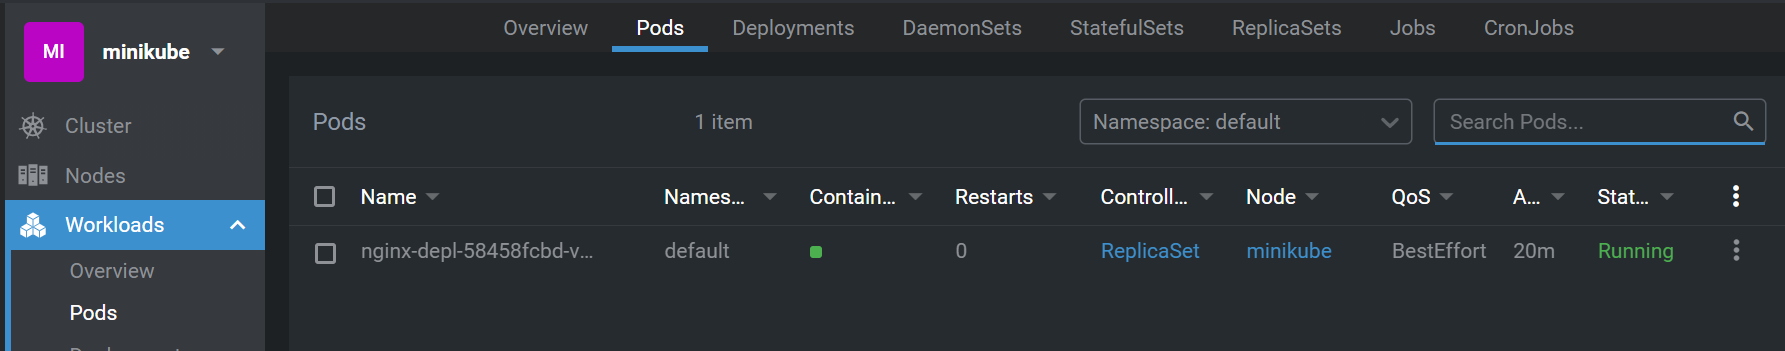 Overview Pods Deployments DaemonSets StatefulSets ReplicaSets Jobs CronJobs
MI minikube
Cluster
Nodes
Workloads
Overview
Pods
Pods 1 item Namespace: default Search Pods...
Name Names... Contain... Restarts Controll... Node QoS A... Stat...
nginx-depl-58458fcbd-v... default 0 ReplicaSet minikube BestEffort 20m Running